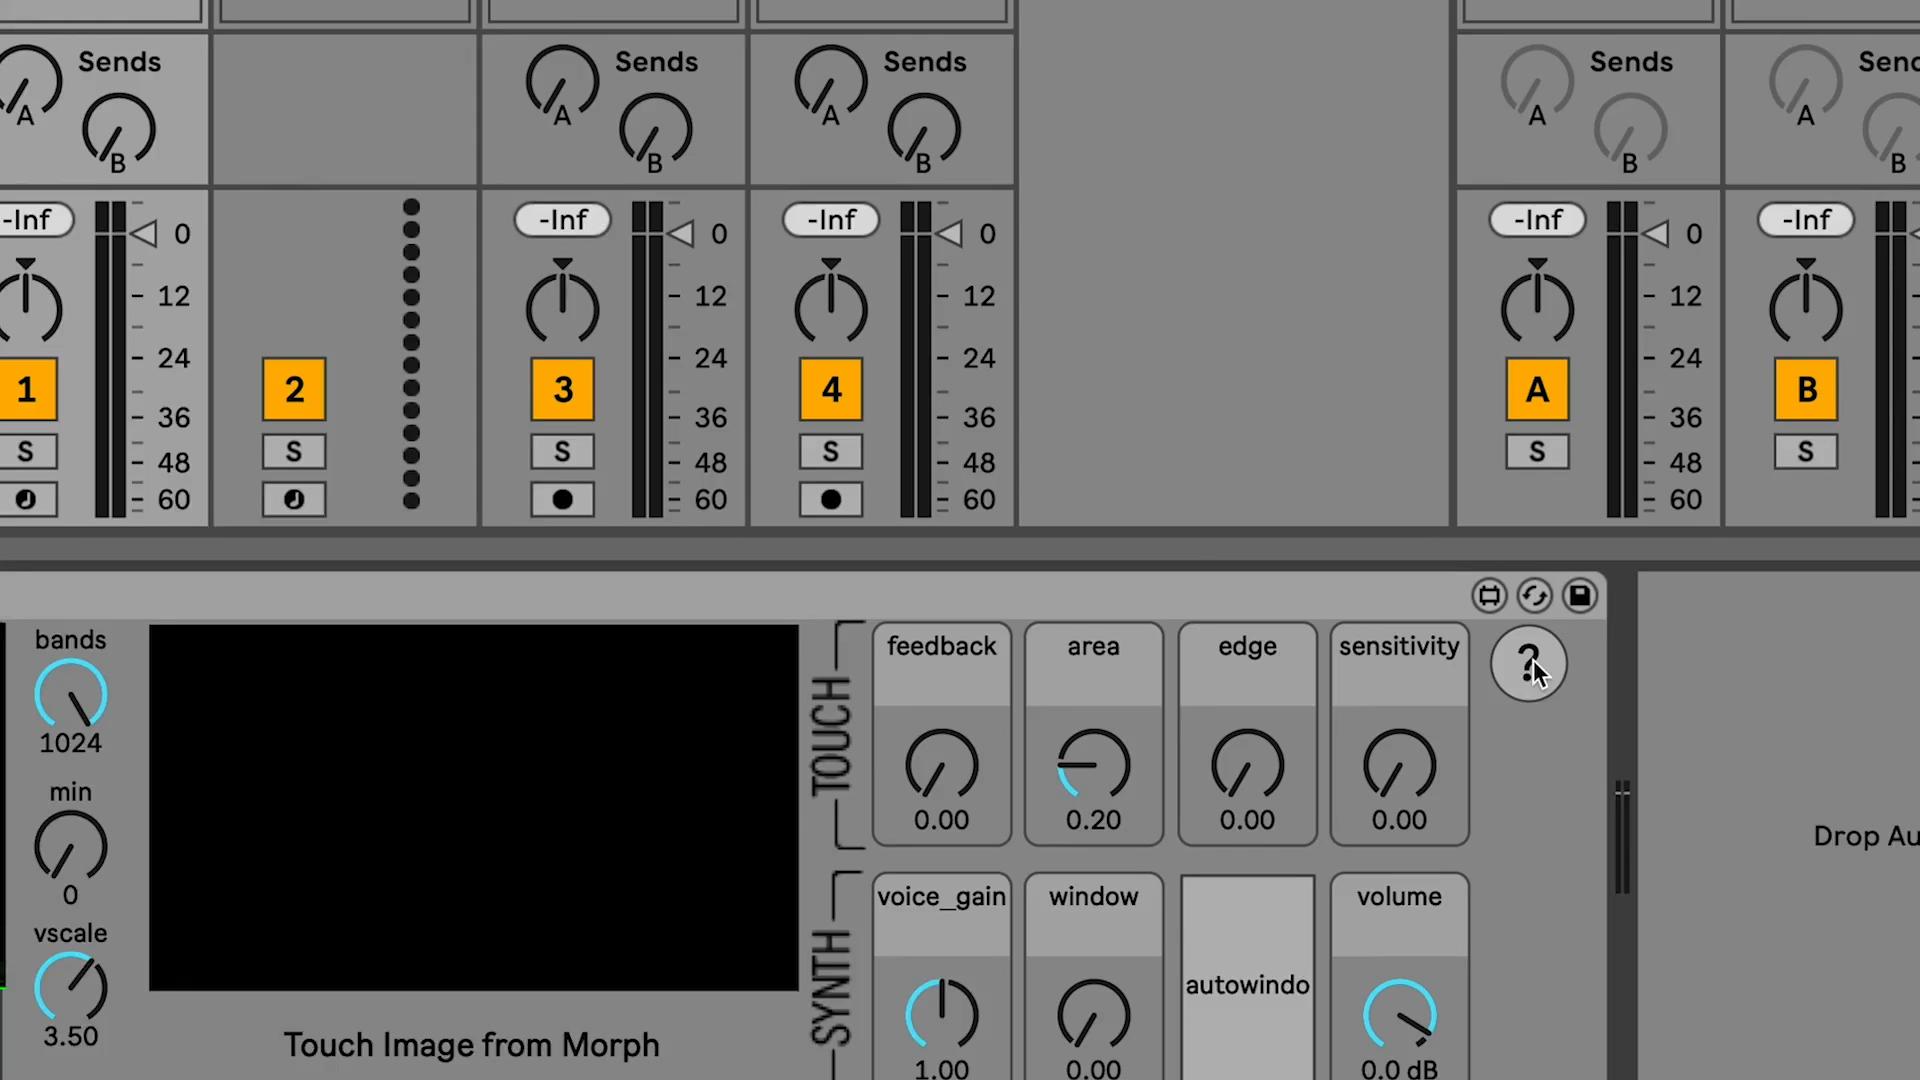 Sends
Sends
Sends
Sends
A
A
A
A
A
B
B
B
B
B
-Inf
-Inf
-Inf
-Inf
-Inf
0
0
0
0
12
12
12
12
24
24
24
24
1
2
3
4
A
B
36
36
36
36
S
S
S
S
S
S
48
48
48
48
60
60
60
60
bands
1024
min
0
vscale
3.50
Touch Image from Morph
TOUCH
feedback
area
edge
sensitivity
?
0.00
0.20
0.00
0.00
SYNTH
voice_gain
window
autowindo
volume
1.00
0.00
0.0 dB
Drop Au